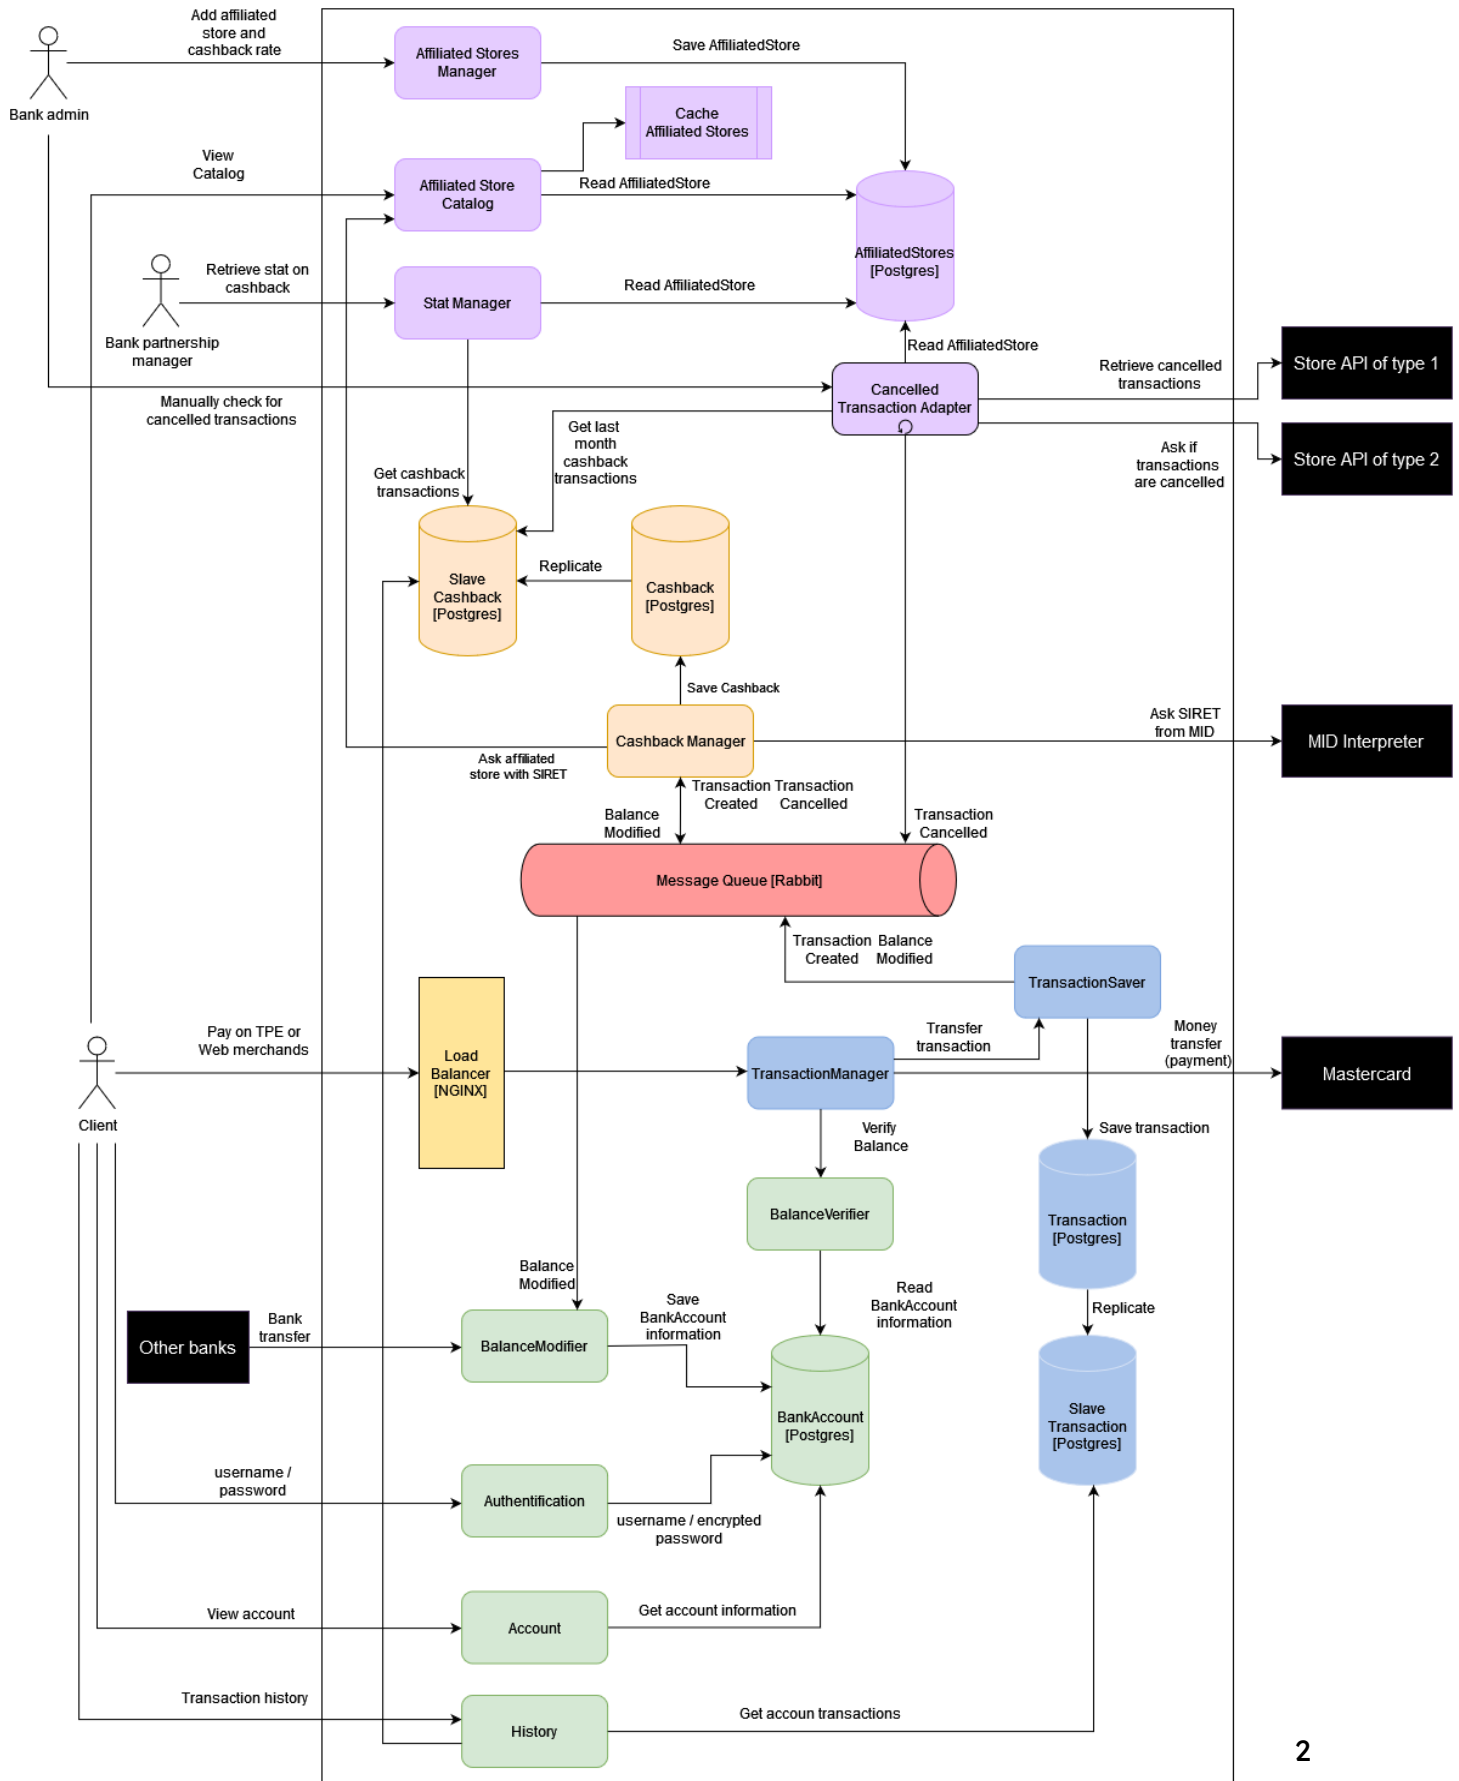 Add affiliated
store and
cashback rate
Bank admin
Affiliated Stores
Manager
Save AffiliatedStore
Cache
Affiliated Stores
View
Catalog
Affiliated Store
Catalog
Read AffiliatedStore
AffiliatedStores
[Postgres]
Retrieve stat on
cashback
Bank partnership
manager
Stat Manager
Read AffiliatedStore
Read AffiliatedStore
Manually check for
cancelled transactions
Cancelled
Transaction Adapter
Retrieve cancelled
transactions
Store API of type 1
Ask if
transactions
are cancelled
Store API of type 2
Get last
month
cashback
transactions
Get cashback
transactions
Slave
Cashback
[Postgres]
Replicate
Cashback
[Postgres]
Save Cashback
Cashback Manager
Ask affiliated
store with SIRET
Ask SIRET
from MID
MID Interpreter
Transaction
Created
Transaction
Cancelled
Balance
Modified
Transaction
Cancelled
Message Queue [Rabbit]
Transaction
Created
Balance
Modified
TransactionSaver
Pay on TPE or
Web merchands
Client
Load
Balancer
[NGINX]
TransactionManager
Transfer
transaction
Money
transfer
(payment)
Mastercard
Verify
Balance
Save transaction
BalanceVerifier
Transaction
[Postgres]
Balance
Modified
Read
BankAccount
information
Replicate
Other banks
Bank
transfer
BalanceModifier
Save
BankAccount
information
BankAccount
[Postgres]
Slave
Transaction
[Postgres]
username /
password
Authentification
username / encrypted
password
View account
Account
Get account information
Transaction history
History
Get accoun transactions
2